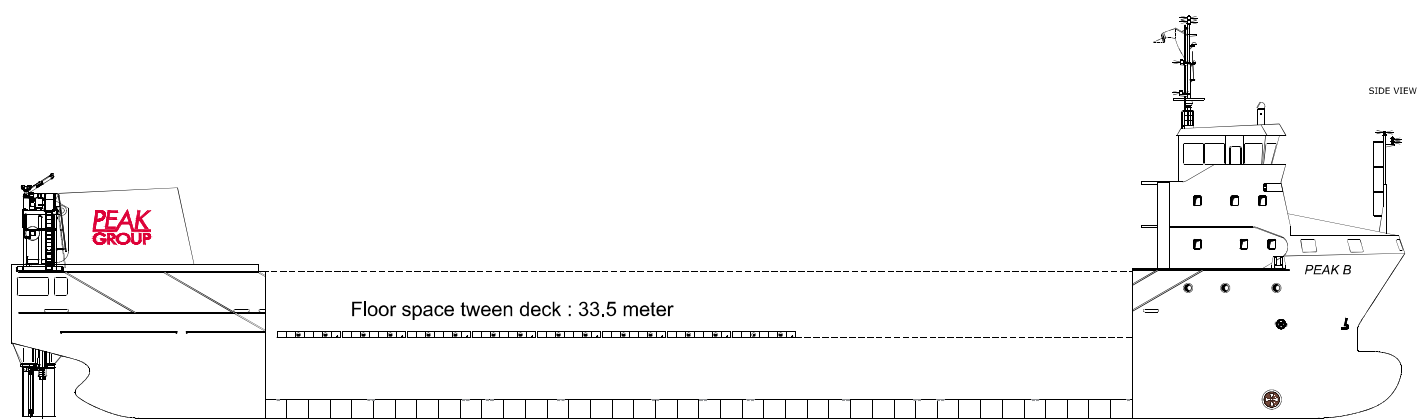 SIDE VIEW
PEAK
GROUP
PEAK B
Floor space tween deck : 33,5 meter